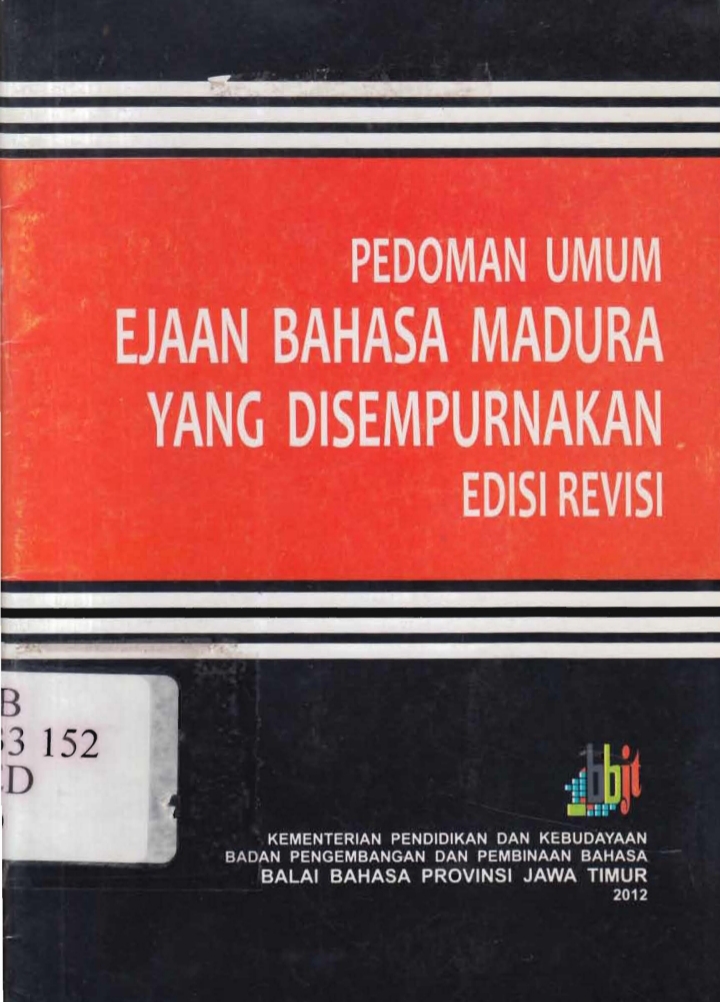 PEDOMAN UMUM
EJAAN BAHASA MADURA
YANG DISEMPURNAKAN
EDISI REVISI
B
3 152
D
bbjt
KEMENTERIAN PENDIDIKAN DAN KEBUDAYAAN
BADAN PENGEMBANGAN DAN PEMBINAAN BAHASA
BALAI BAHASA PROVINSI JAWA TIMUR
2012